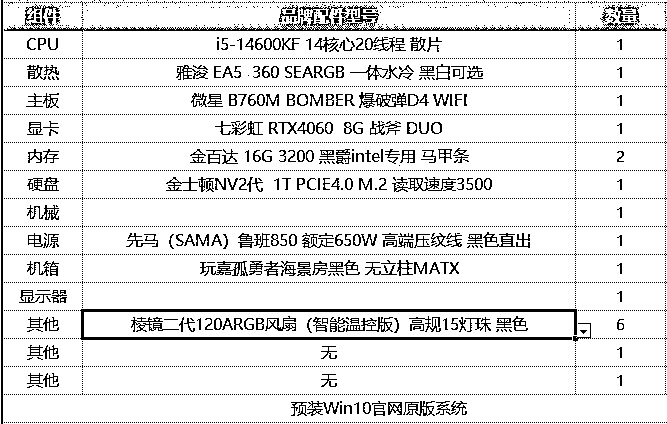 组件 品牌配件型号 数量
CPU i5-14600KF 14核心20线程 散片 1
散热 雅浚 EA5 360 SEARGB 一体水冷 黑白可选 1
主板 微星 B760M BOMBER 爆破弹D4 WIFI 1
显卡 七彩虹 RTX4060 8G 战斧 DUO 1
内存 金百达 16G 3200 黑爵intel专用 马甲条 2
硬盘 金士顿NV2代 1T PCIE4.0 M.2 读取速度3500 1
机械 1
电源 先马（SAMA）鲁班850 额定650W 高端压纹线 黑色直出 1
机箱 玩嘉孤勇者海景房黑色 无立柱MATX 1
显示器 1
其他 棱镜二代120ARGB风扇（智能温控版）高规15灯珠 黑色 6
其他 无 1
其他 无 1
预装Win10官网原版系统